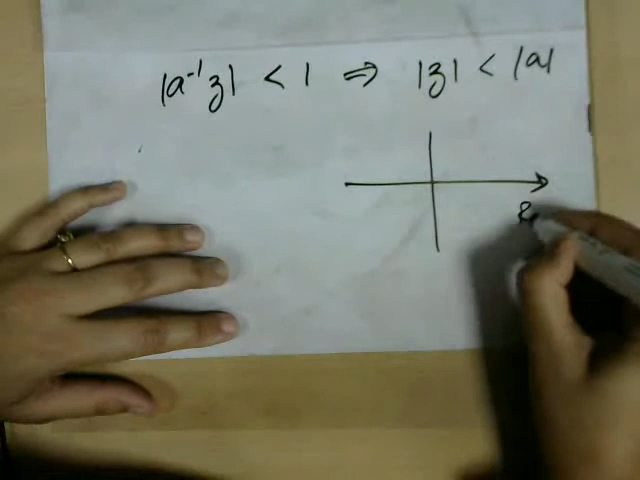 |a⁻¹z| < 1 ⇒ |z| < |a|